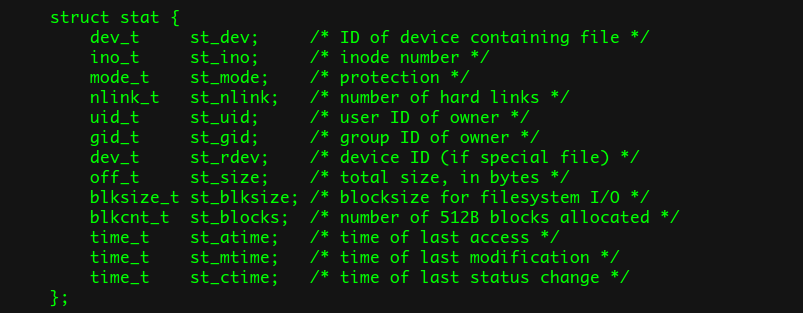 struct stat {
    dev_t     st_dev;     /* ID of device containing file */
    ino_t     st_ino;     /* inode number */
    mode_t    st_mode;    /* protection */
    nlink_t   st_nlink;   /* number of hard links */
    uid_t     st_uid;     /* user ID of owner */
    gid_t     st_gid;     /* group ID of owner */
    dev_t     st_rdev;    /* device ID (if special file) */
    off_t     st_size;    /* total size, in bytes */
    blksize_t st_blksize; /* blocksize for filesystem I/O */
    blkcnt_t  st_blocks;  /* number of 512B blocks allocated */
    time_t    st_atime;   /* time of last access */
    time_t    st_mtime;   /* time of last modification */
    time_t    st_ctime;   /* time of last status change */
};